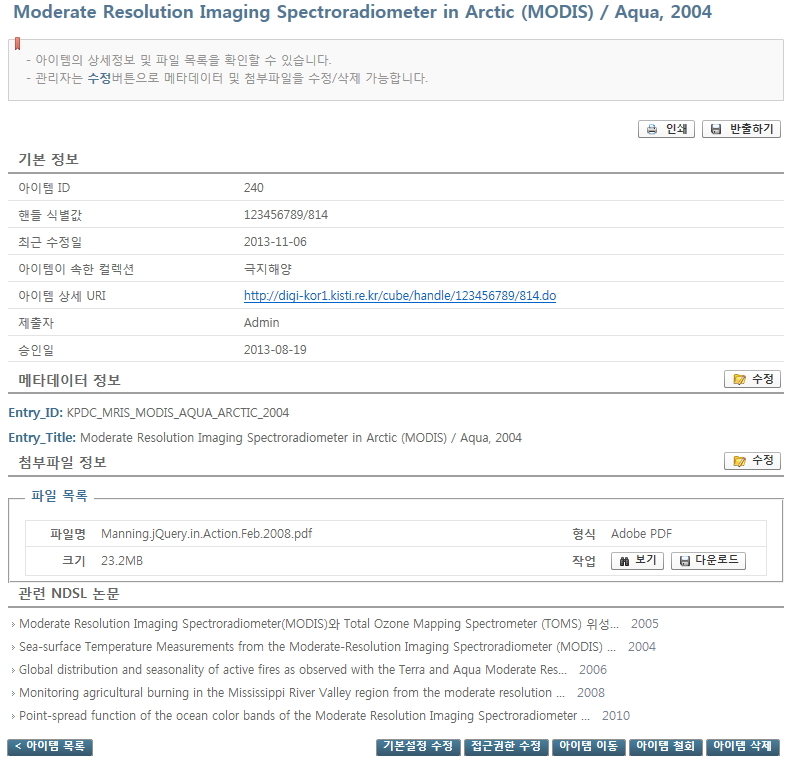 Moderate Resolution Imaging Spectroradiometer in Arctic (MODIS) / Aqua, 2004
- 아이템의 상세정보 및 파일 목록을 확인할 수 있습니다.
- 관리자는 수정버튼으로 메타데이터 및 첨부파일을 수정/삭제 가능합니다.
인쇄 반출하기
기본 정보
아이템 ID 240
핸들 식별값 123456789/814
최근 수정일 2013-11-06
아이템이 속한 컬렉션 극지해양
아이템 상세 URI http://digi-kor1.kisti.re.kr/cube/handle/123456789/814.do
제출자 Admin
승인일 2013-08-19
메타데이터 정보 수정
Entry_ID: KPDC_MRIS_MODIS_AQUA_ARCTIC_2004
Entry_Title: Moderate Resolution Imaging Spectroradiometer in Arctic (MODIS) / Aqua, 2004
첨부파일 정보 수정
파일 목록
파일명 Manning.jQuery.in.Action.Feb.2008.pdf 형식 Adobe PDF
크기 23.2MB 작업 보기 다운로드
관련 NDSL 논문
› Moderate Resolution Imaging Spectroradiometer(MODIS)와 Total Ozone Mapping Spectrometer (TOMS) 위성... 2005
› Sea-surface Temperature Measurements from the Moderate-Resolution Imaging Spectroradiometer (MODIS) ... 2004
› Global distribution and seasonality of active fires as observed with the Terra and Aqua Moderate Res... 2006
› Monitoring agricultural burning in the Mississippi River Valley region from the moderate resolution ... 2008
› Point-spread function of the ocean color bands of the Moderate Resolution Imaging Spectroradiometer ... 2010
< 아이템 목록 기본설정 수정 접근권한 수정 아이템 이동 아이템 철회 아이템 삭제